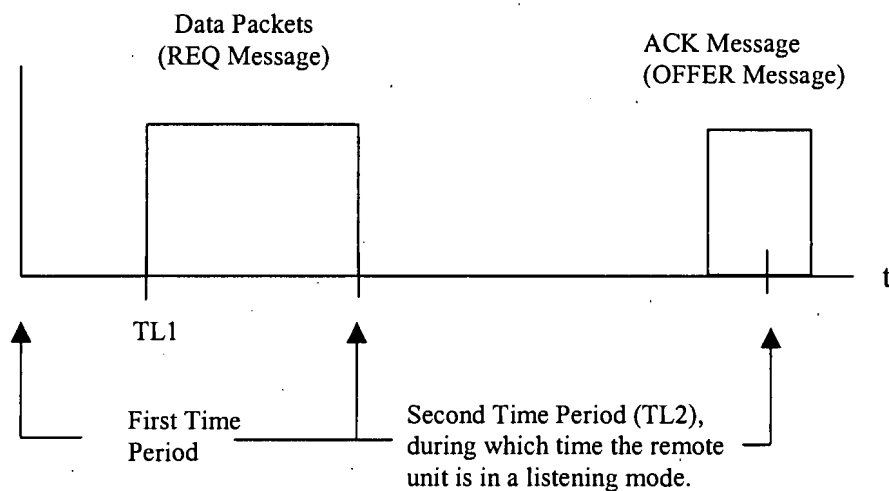 Data Packets
(REQ Message)
ACK Message
(OFFER Message)
t
TL1
First Time
Period
Second Time Period (TL2),
during which time the remote
unit is in a listening mode.